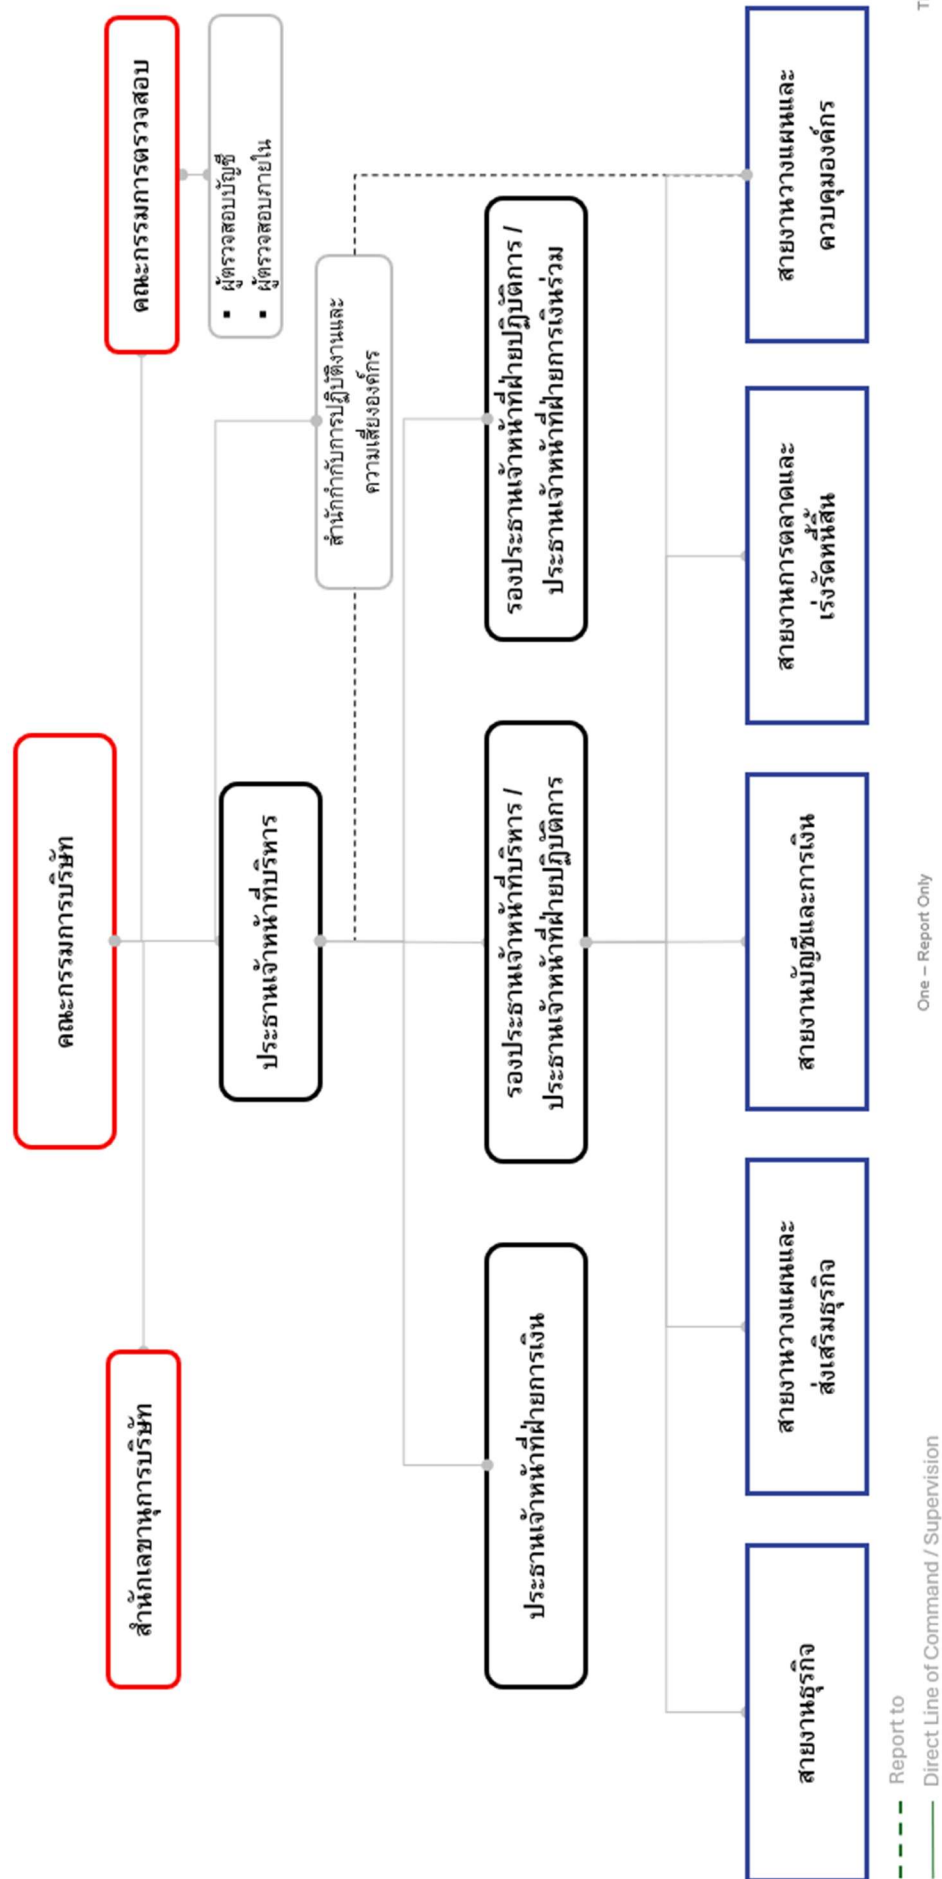 คณะกรรมการบริษัท
สำนักเลขานุการบริษัท
คณะกรรมการตรวจสอบ
▪ ผู้ตรวจสอบบัญชี
▪ ผู้ตรวจสอบภายใน
ประธานเจ้าหน้าที่บริหาร
สำนักกำกับการปฏิบัติงานและ
ความเสี่ยงองค์กร
ประธานเจ้าหน้าที่ฝ่ายการเงิน
รองประธานเจ้าหน้าที่บริหาร /
ประธานเจ้าหน้าที่ฝ่ายปฏิบัติการ
รองประธานเจ้าหน้าที่ฝ่ายปฏิบัติการ /
ประธานเจ้าหน้าที่ฝ่ายการเงินร่วม
สายงานธุรกิจ
สายงานวางแผนและ
ส่งเสริมธุรกิจ
สายงานบัญชีและการเงิน
สายงานการตลาดและ
เร่งรัดหนี้สิ้น
สายงานวางแผนและ
ควบคุมองค์กร
Report to
Direct Line of Command / Supervision
One – Report Only